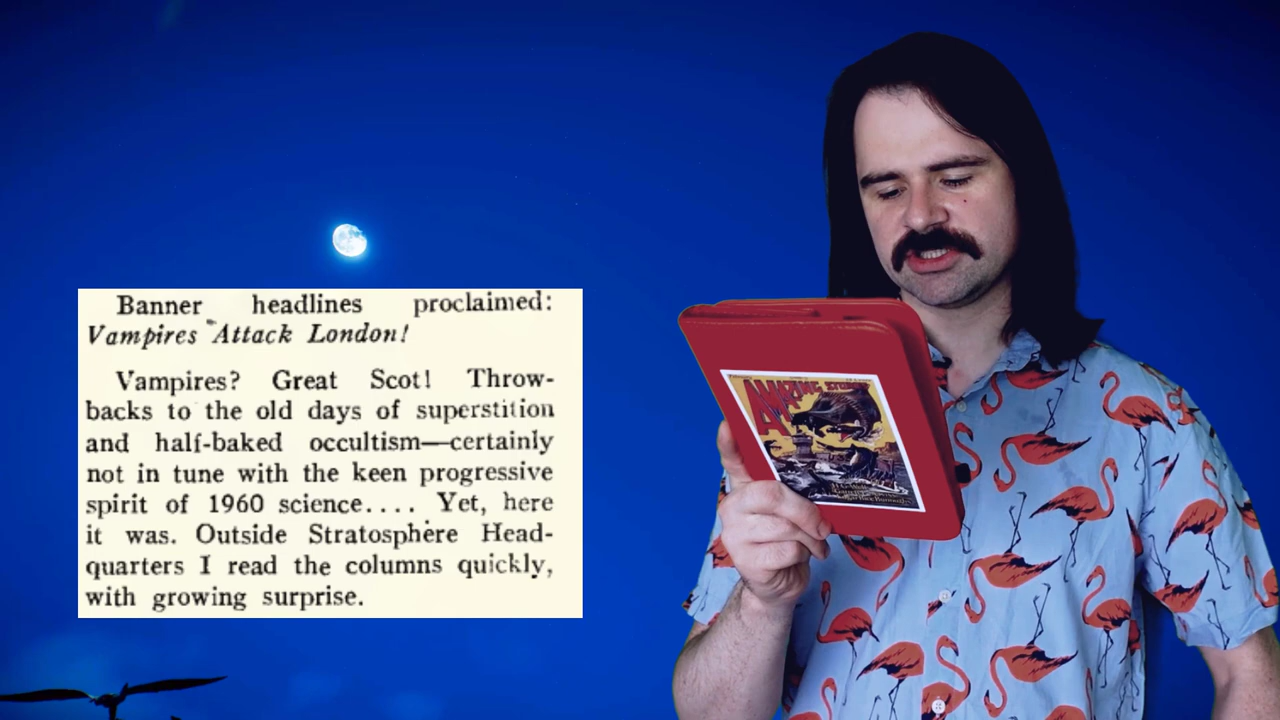 Banner headlines proclaimed:
Vampires Attack London!
Vampires? Great Scot! Throw-
backs to the old days of superstition
and half-baked occultism—certainly
not in tune with the keen progressive
spirit of 1960 science.... Yet, here
it was. Outside Stratosphere Head-
quarters I read the columns quickly,
with growing surprise.
AMAZING STORIES